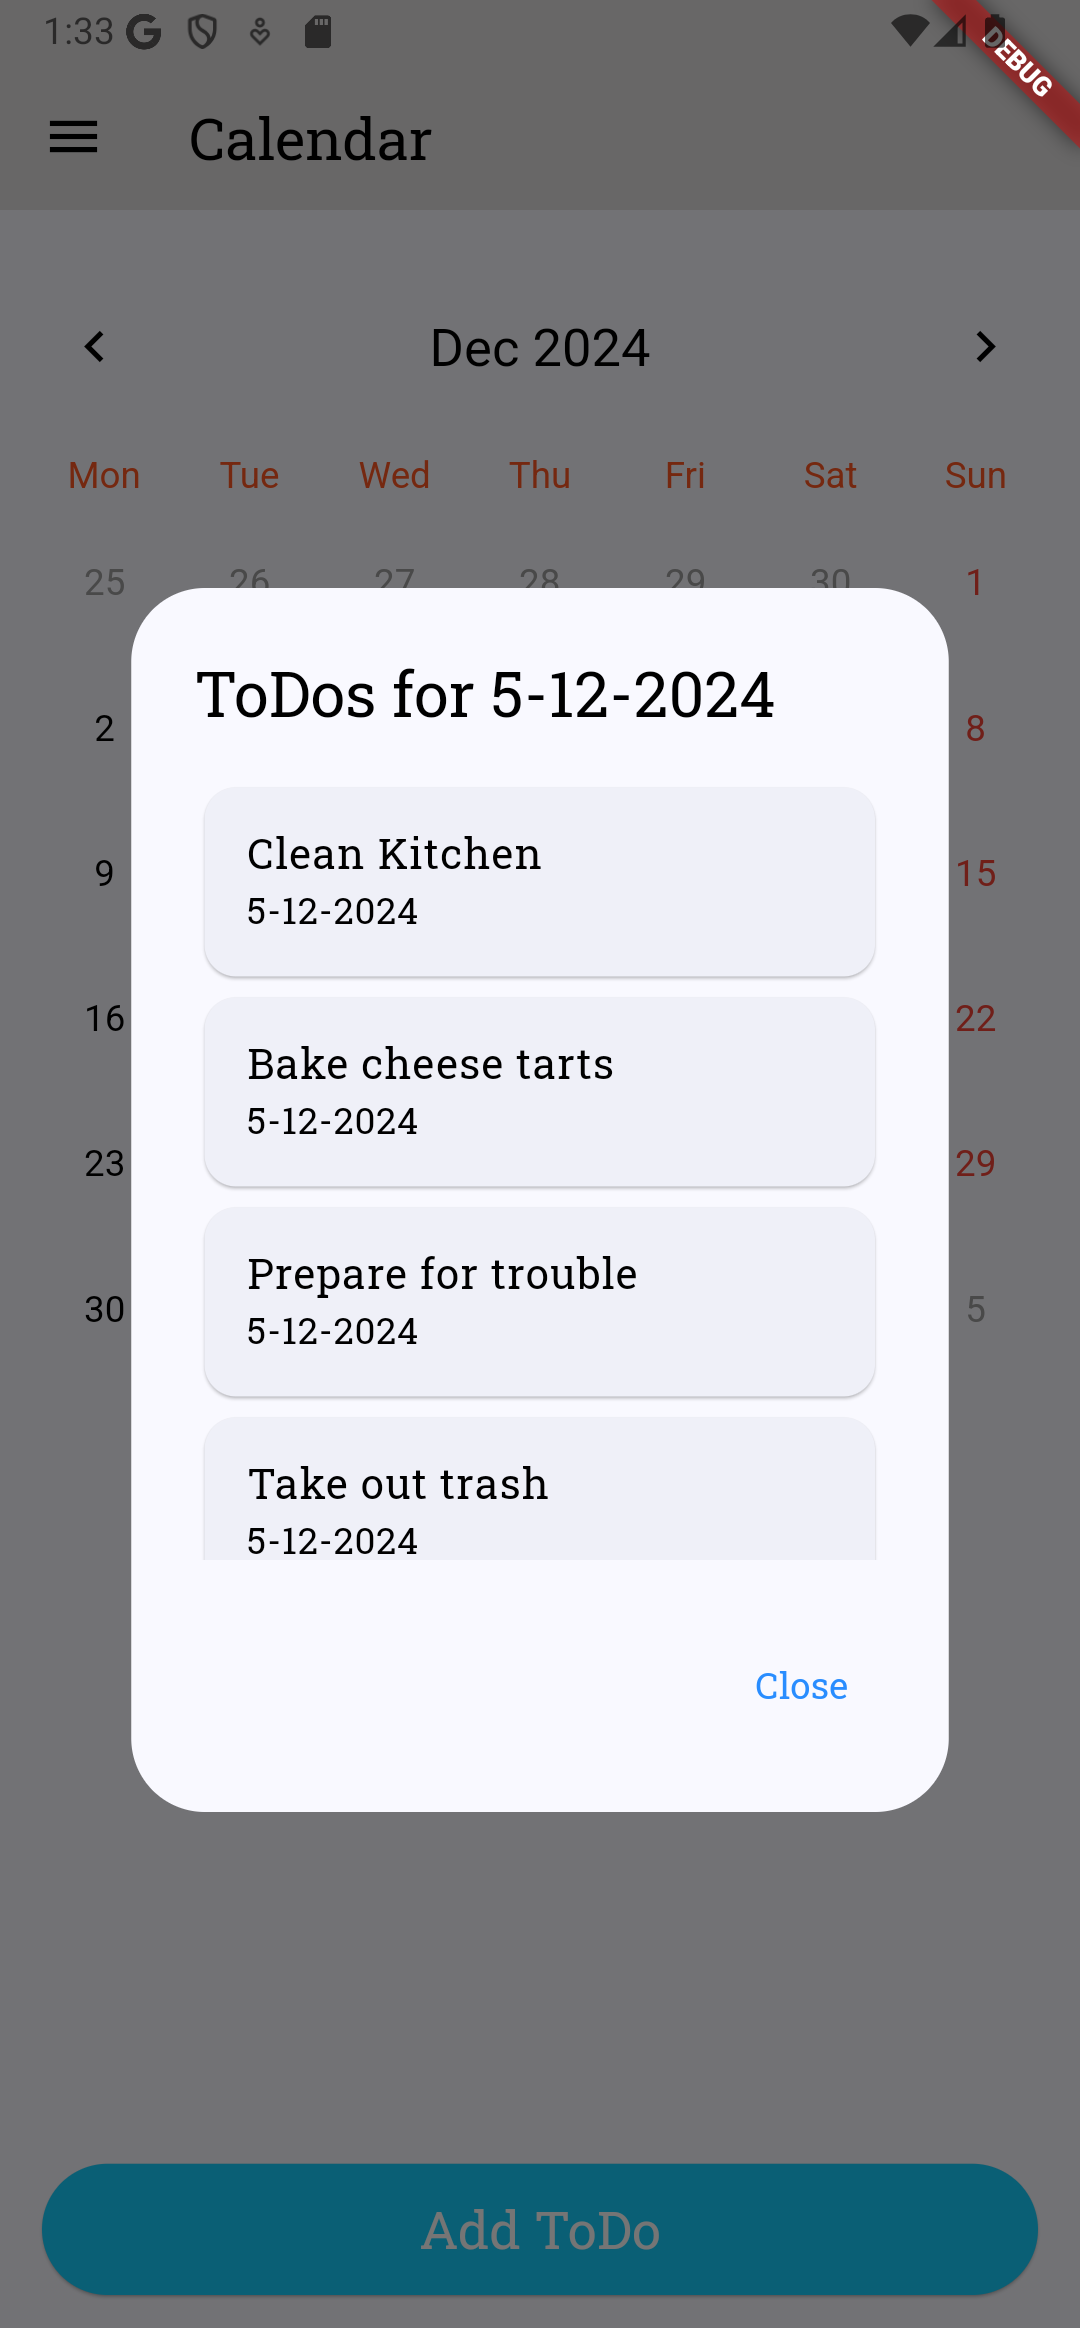 1:33
DEBUG
Calendar
Dec 2024
Mon Tue Wed Thu Fri Sat Sun
25 26 27 28 29 30 1
2 8
9 15
16 22
23 29
30 5
ToDos for 5-12-2024
Clean Kitchen
5-12-2024
Bake cheese tarts
5-12-2024
Prepare for trouble
5-12-2024
Take out trash
5-12-2024
Close
Add ToDo